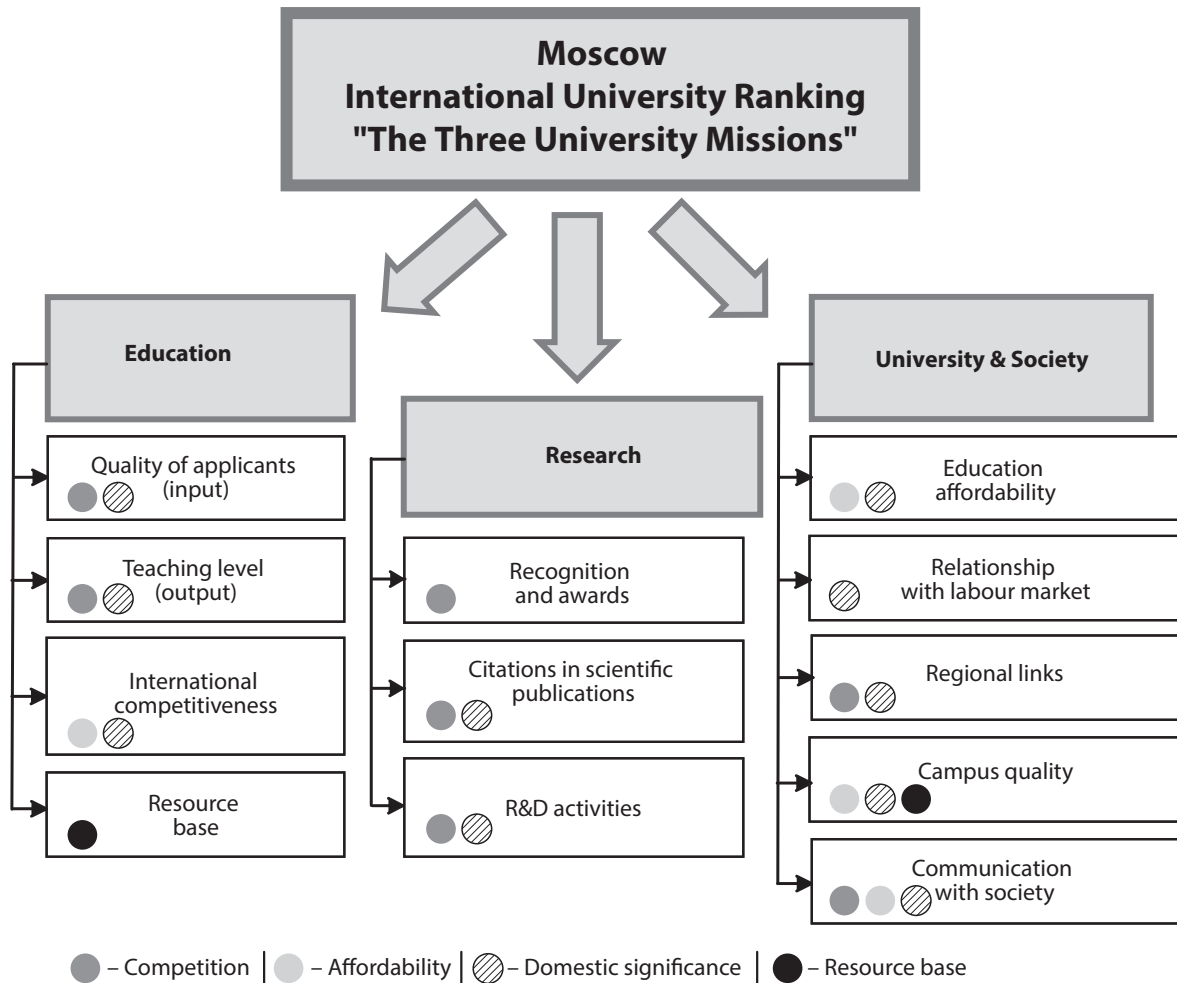 Moscow
International University Ranking
"The Three University Missions"
Education
Quality of applicants
(input)
Teaching level
(output)
International
competitiveness
Resource
base
Research
Recognition
and awards
Citations in scientific
publications
R&D activities
University & Society
Education
affordability
Relationship
with labour market
Regional links
Campus quality
Communication
with society
– Competition
– Affordability
– Domestic significance
– Resource base